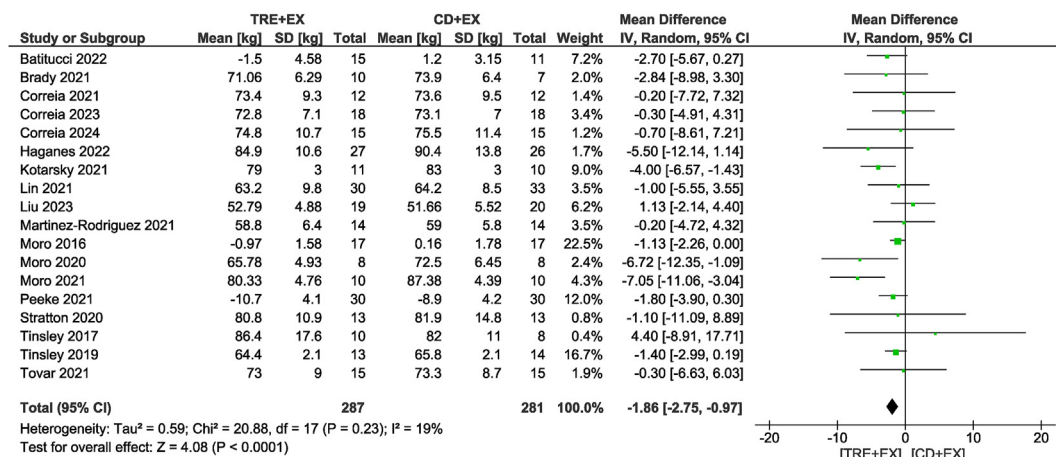 TRE+EX CD+EX Mean Difference Mean Difference
Study or Subgroup Mean [kg] SD [kg] Total Mean [kg] SD [kg] Total Weight IV, Random, 95% CI IV, Random, 95% CI
Batitucci 2022 -1.5 4.58 15 1.2 3.15 11 7.2% -2.70 [-5.67, 0.27]
Brady 2021 71.06 6.29 10 73.9 6.4 7 2.0% -2.84 [-8.98, 3.30]
Correia 2021 73.4 9.3 12 73.6 9.5 12 1.4% -0.20 [-7.72, 7.32]
Correia 2023 72.8 7.1 18 73.1 7 18 3.4% -0.30 [-4.91, 4.31]
Correia 2024 74.8 10.7 15 75.5 11.4 15 1.2% -0.70 [-8.61, 7.21]
Haganes 2022 84.9 10.6 27 90.4 13.8 26 1.7% -5.50 [-12.14, 1.14]
Kotarsky 2021 79 3 11 83 3 10 9.0% -4.00 [-6.57, -1.43]
Lin 2021 63.2 9.8 30 64.2 8.5 33 3.5% -1.00 [-5.55, 3.55]
Liu 2023 52.79 4.88 19 51.66 5.52 20 6.1% 1.13 [-2.14, 4.40]
Martinez-Rodriguez 2021 58.8 6.4 14 59 5.8 14 3.5% -0.20 [-4.72, 4.32]
Moro 2016 -0.97 1.58 17 0.16 1.78 17 22.5% -1.13 [-2.26, 0.00]
Moro 2020 65.78 4.93 8 72.5 6.45 8 2.4% -6.72 [-12.35, -1.09]
Moro 2021 80.33 4.76 10 87.38 4.39 10 4.3% -7.05 [-11.06, -3.04]
Peeke 2021 -10.7 4.1 30 -8.9 4.2 30 12.0% -1.80 [-3.90, 0.30]
Stratton 2020 80.8 10.9 13 81.9 14.8 13 0.8% -1.10 [-11.09, 8.89]
Tinsley 2017 86.4 17.6 10 82 11 8 0.4% 4.40 [-8.91, 17.71]
Tinsley 2019 64.4 2.1 13 65.8 2.1 14 16.7% -1.40 [-2.99, 0.19]
Tovar 2021 73 9 15 73.3 8.7 15 1.9% -0.30 [-6.63, 6.03]
Total (95% CI) 287 281 100.0% -1.86 [-2.75, -0.97]
Heterogeneity: Tau² = 0.59; Chi² = 20.88, df = 17 (P = 0.23); I² = 19%
Test for overall effect: Z = 4.08 (P < 0.0001)
-20 -10 0 10 20
[TRE+EX] [CD+EX]